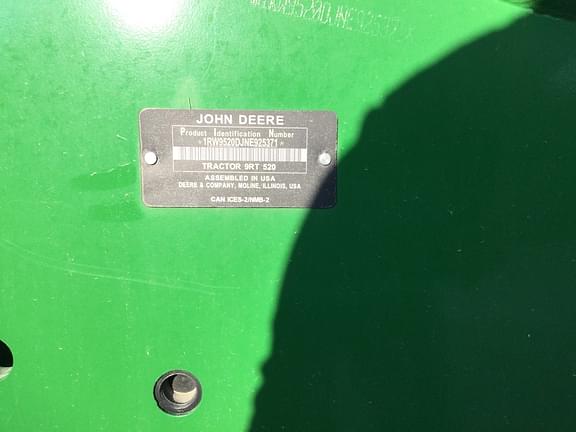 JOHN DEERE
Product Identification Number
*1RW9520DJNE925371*
TRACTOR 9RT 520
ASSEMBLED IN USA
DEERE & COMPANY, MOLINE, ILLINOIS, USA
CAN ICES-2/NMB-2